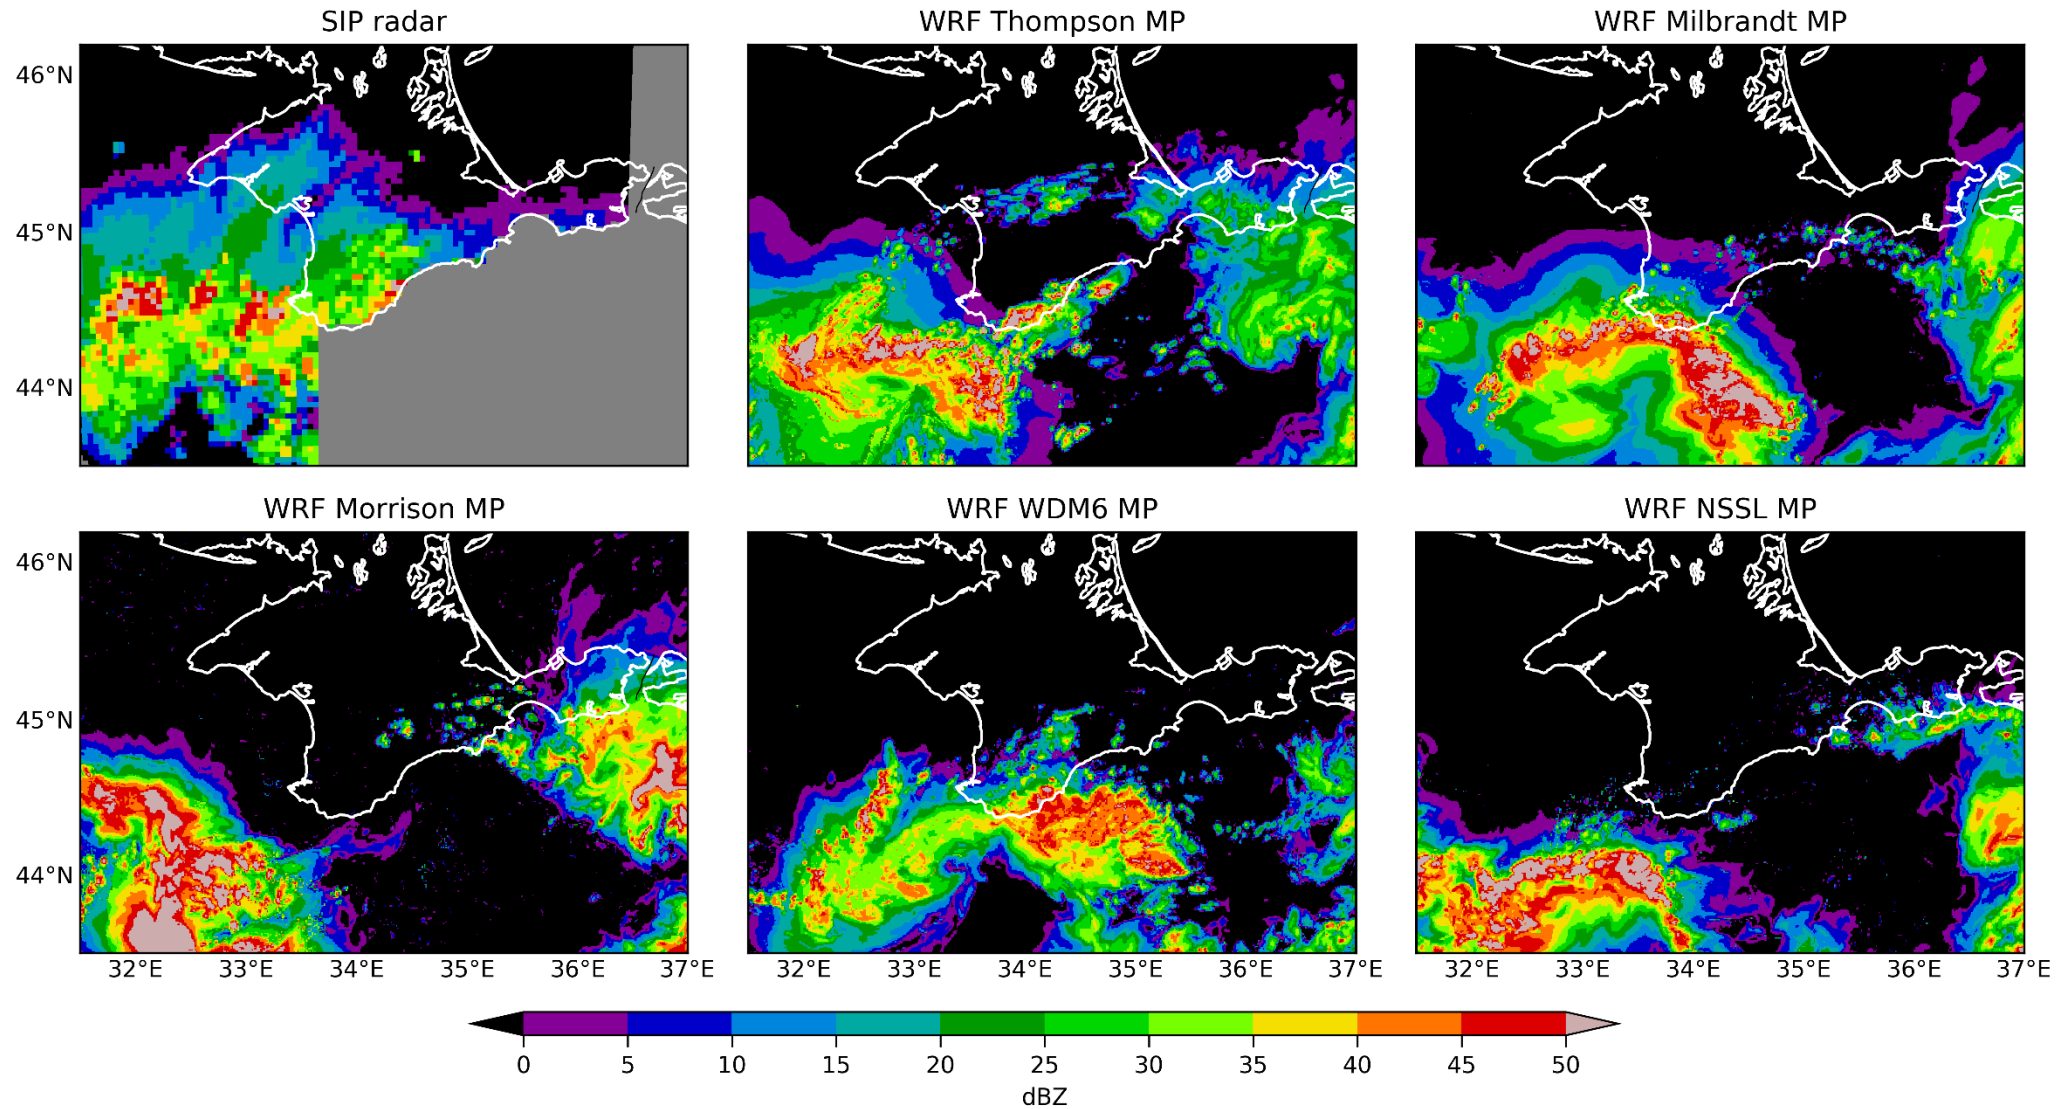 SIP radar
WRF Thompson MP
WRF Milbrandt MP
46°N
45°N
44°N
WRF Morrison MP
WRF WDM6 MP
WRF NSSL MP
46°N
45°N
44°N
32°E 33°E 34°E 35°E 36°E 37°E
32°E 33°E 34°E 35°E 36°E 37°E
32°E 33°E 34°E 35°E 36°E 37°E
0 5 10 15 20 25 30 35 40 45 50
dBZ